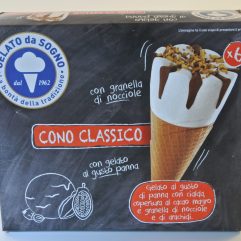 GELATO da SOGNO
dal 1962
la bontà della tradizione
con granella
di nocciole
x6
CONO CLASSICO
con gelato
al gusto panna
Gelato al gusto
di panna con cialda,
copertura al cacao magro
e granella di nocciole
e di arachidi.